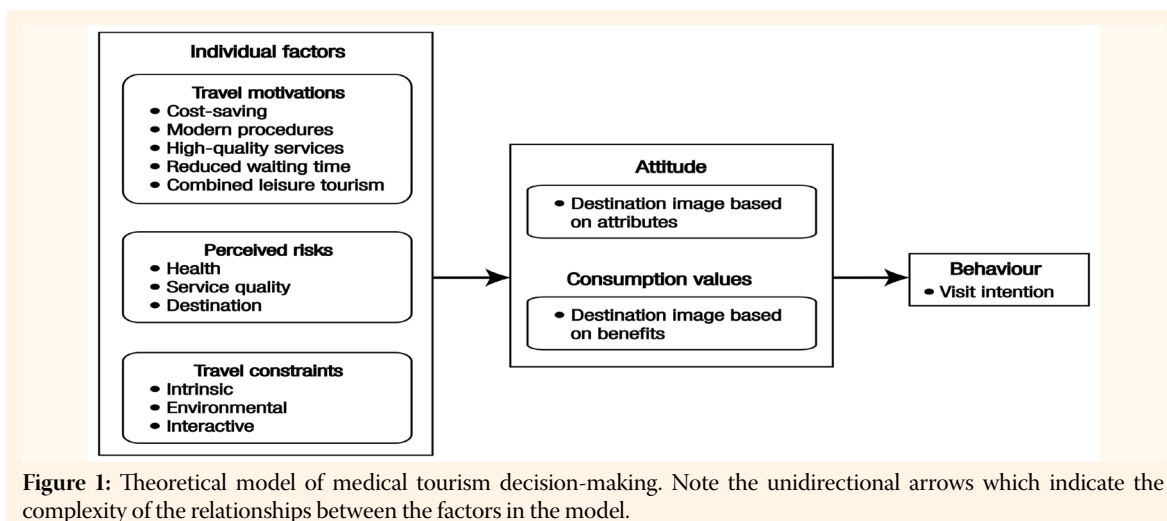 Individual factors
Travel motivations
• Cost-saving
• Modern procedures
• High-quality services
• Reduced waiting time
• Combined leisure tourism
Perceived risks
• Health
• Service quality
• Destination
Travel constraints
• Intrinsic
• Environmental
• Interactive
Attitude
• Destination image based
on attributes
Consumption values
• Destination image based
on benefits
Behaviour
• Visit intention
Figure 1: Theoretical model of medical tourism decision-making. Note the unidirectional arrows which indicate the
complexity of the relationships between the factors in the model.